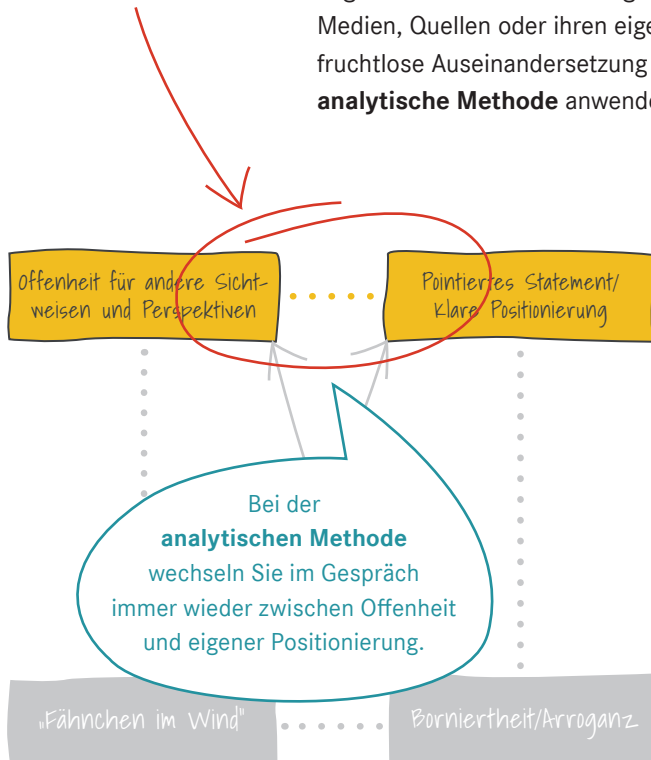 Medien, Quellen oder ihren eige
fruchtlose Auseinandersetzung
analytische Methode anwende
Offenheit für andere Sicht-
weisen und Perspektiven
Pointiertes Statement/
Klare Positionierung
Bei der
analytischen Methode
wechseln Sie im Gespräch
immer wieder zwischen Offenheit
und eigener Positionierung.
„Fähnchen im Wind"
Borniertheit/Arroganz